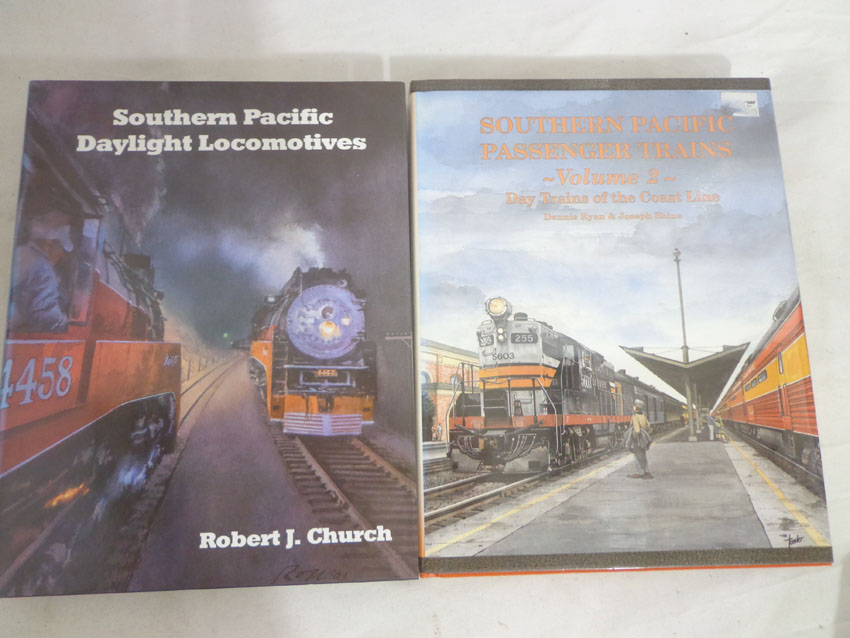 Southern Pacific
Daylight Locomotives
4458
Robert J. Church
SOUTHERN PACIFIC
PASSENGER TRAINS
~Volume 2~
Day Trains of the Coast Line
Dennis Ryan & Joseph Shine
255
5603